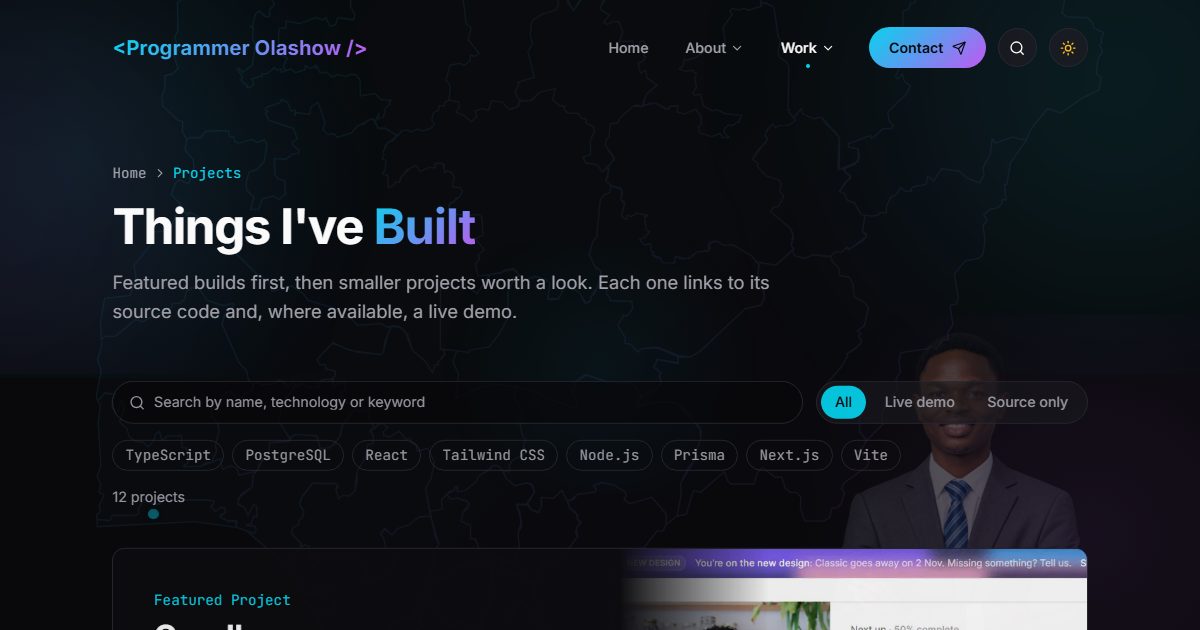 <Programmer Olashow />
Home
About
Work
Contact
Home > Projects
Things I've Built
Featured builds first, then smaller projects worth a look. Each one links to its
source code and, where available, a live demo.
Search by name, technology or keyword
All
Live demo
Source only
TypeScript
PostgreSQL
React
Tailwind CSS
Node.js
Prisma
Next.js
Vite
12 projects
NEW DESIGN
You're on the new design: Classic goes away on 2 Nov. Missing something? Tell us.
Featured Project
Next up · 50% complete